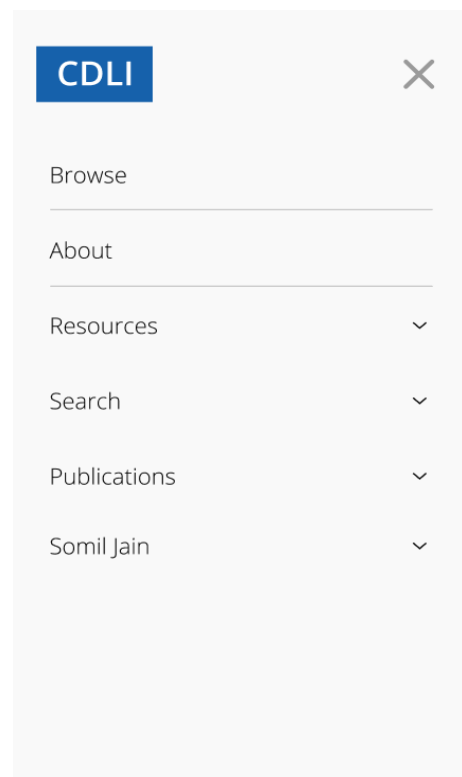 CDLI
Browse
About
Resources
Search
Publications
Somil Jain